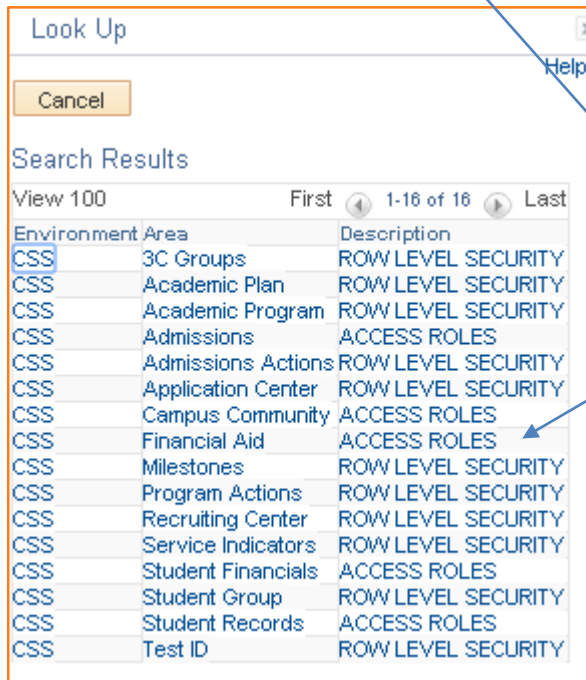 Look Up
Help
Cancel
Search Results
View 100 First 1-16 of 16 Last
Environment Area Description
CSS 3C Groups ROW LEVEL SECURITY
CSS Academic Plan ROW LEVEL SECURITY
CSS Academic Program ROW LEVEL SECURITY
CSS Admissions ACCESS ROLES
CSS Admissions Actions ROW LEVEL SECURITY
CSS Application Center ROW LEVEL SECURITY
CSS Campus Community ACCESS ROLES
CSS Financial Aid ACCESS ROLES
CSS Milestones ROW LEVEL SECURITY
CSS Program Actions ROW LEVEL SECURITY
CSS Recruiting Center ROW LEVEL SECURITY
CSS Service Indicators ROW LEVEL SECURITY
CSS Student Financials ACCESS ROLES
CSS Student Group ROW LEVEL SECURITY
CSS Student Records ACCESS ROLES
CSS Test ID ROW LEVEL SECURITY